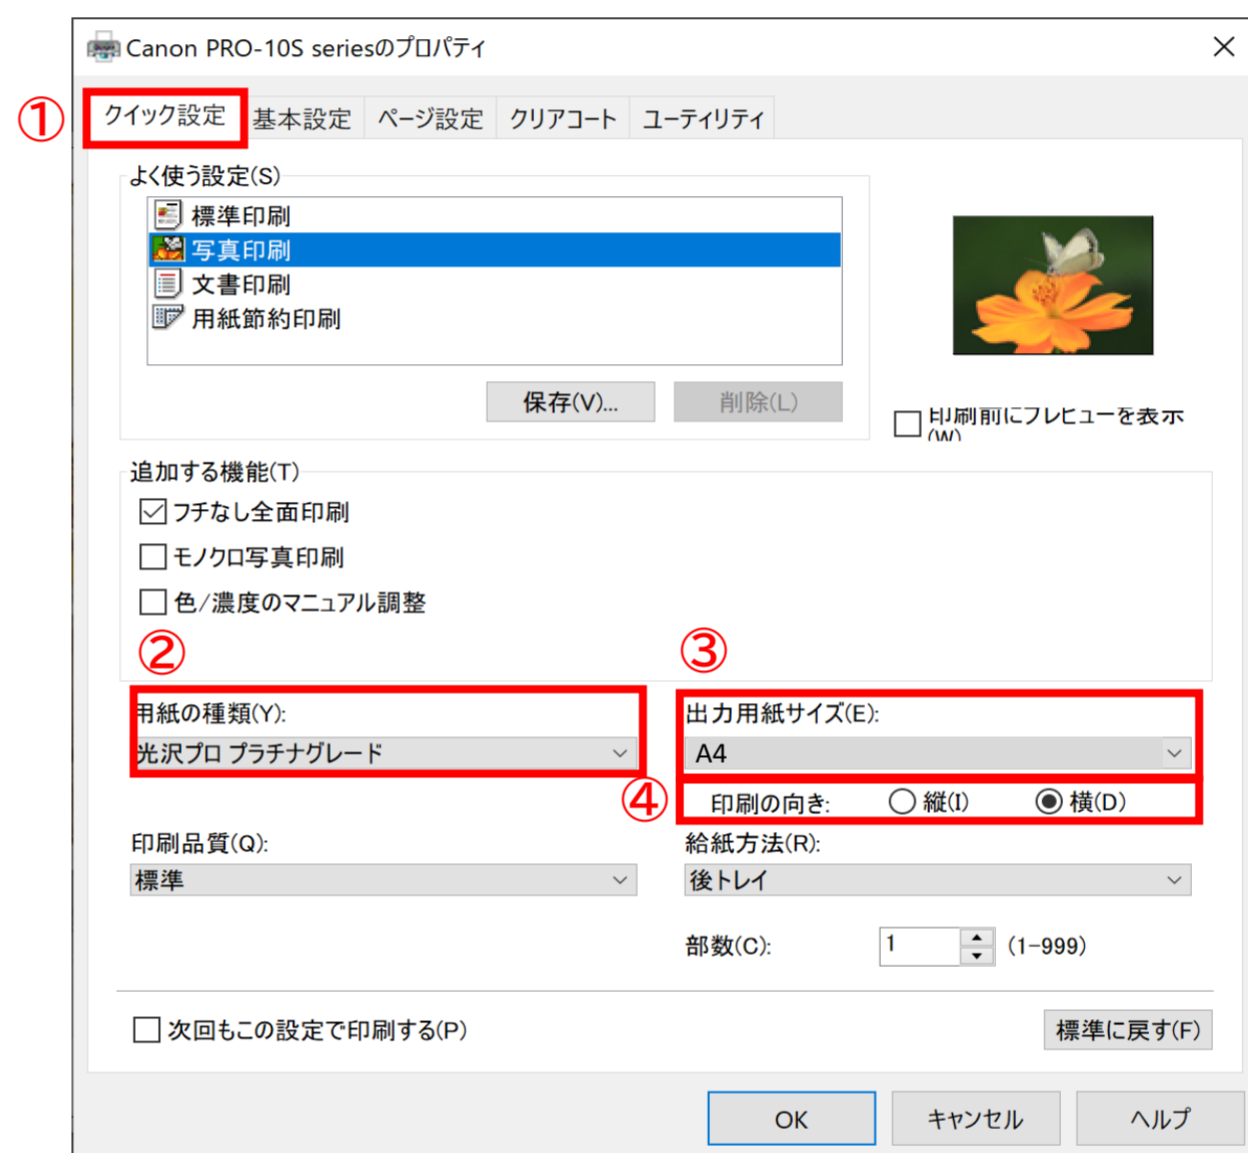 Canon PRO-10S seriesのプロパティ
① クイック設定 基本設定 ページ設定 クリアコート ユーティリティ
よく使う設定(S)
標準印刷
写真印刷
文書印刷
用紙節約印刷
保存(V)... 削除(L)
印刷前にプレビューを表示
(W)
追加する機能(T)
フチなし全面印刷
モノクロ写真印刷
色/濃度のマニュアル調整
② ③
用紙の種類(Y): 出力用紙サイズ(E):
光沢プロ プラチナグレード A4
④ 印刷の向き: 縦(I) 横(D)
印刷品質(Q): 給紙方法(R):
標準 後トレイ
部数(C): 1 (1-999)
次回もこの設定で印刷する(P) 標準に戻す(F)
OK キャンセル ヘルプ